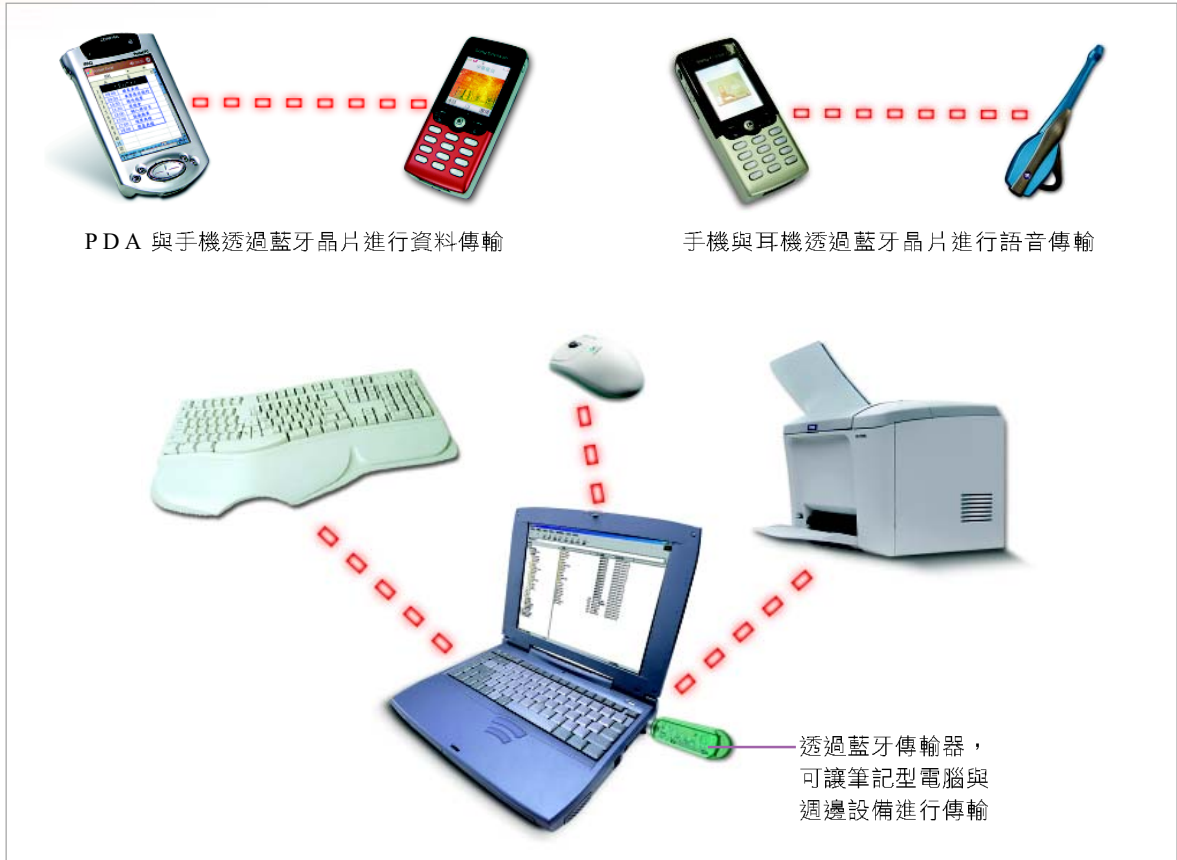 PDA 與手機透過藍牙晶片進行資料傳輸
手機與耳機透過藍牙晶片進行語音傳輸
透過藍牙傳輸器，
可讓筆記型電腦與
週邊設備進行傳輸